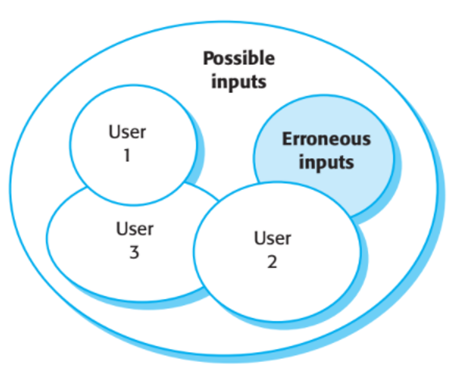 Possible
inputs
User
1
Erroneous
inputs
User
3
User
2